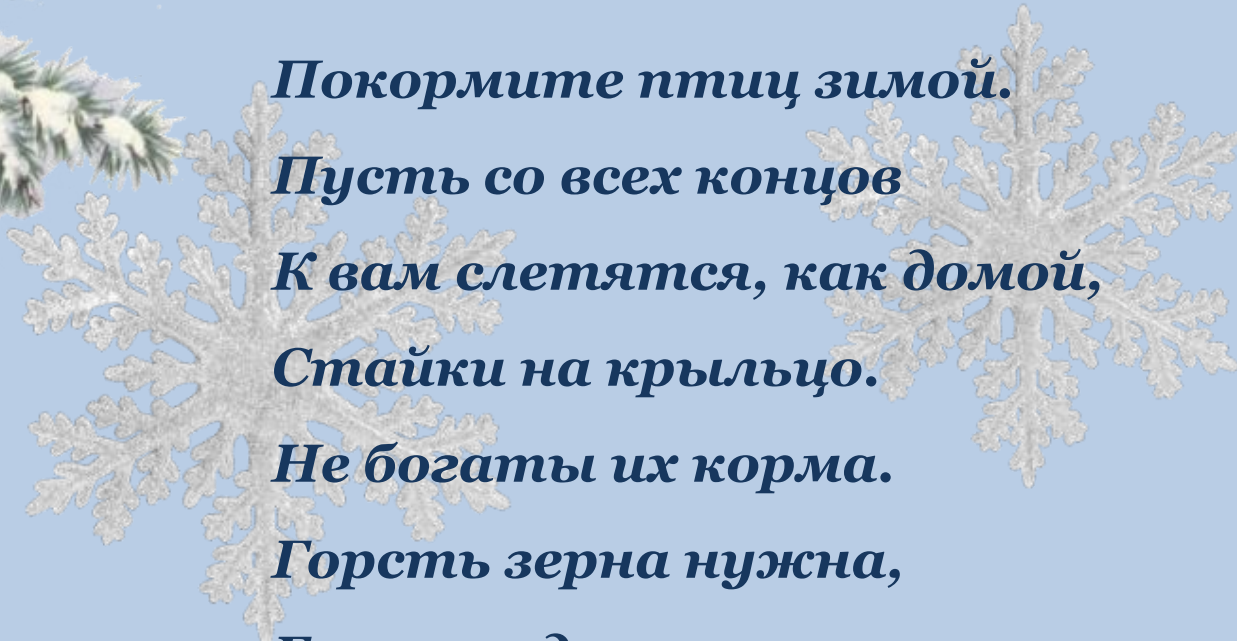 Покормите птиц зимой.
Пусть со всех концов
К вам слетятся, как домой,
Стайки на крыльцо.
Не богаты их корма.
Горсть зерна нужна,